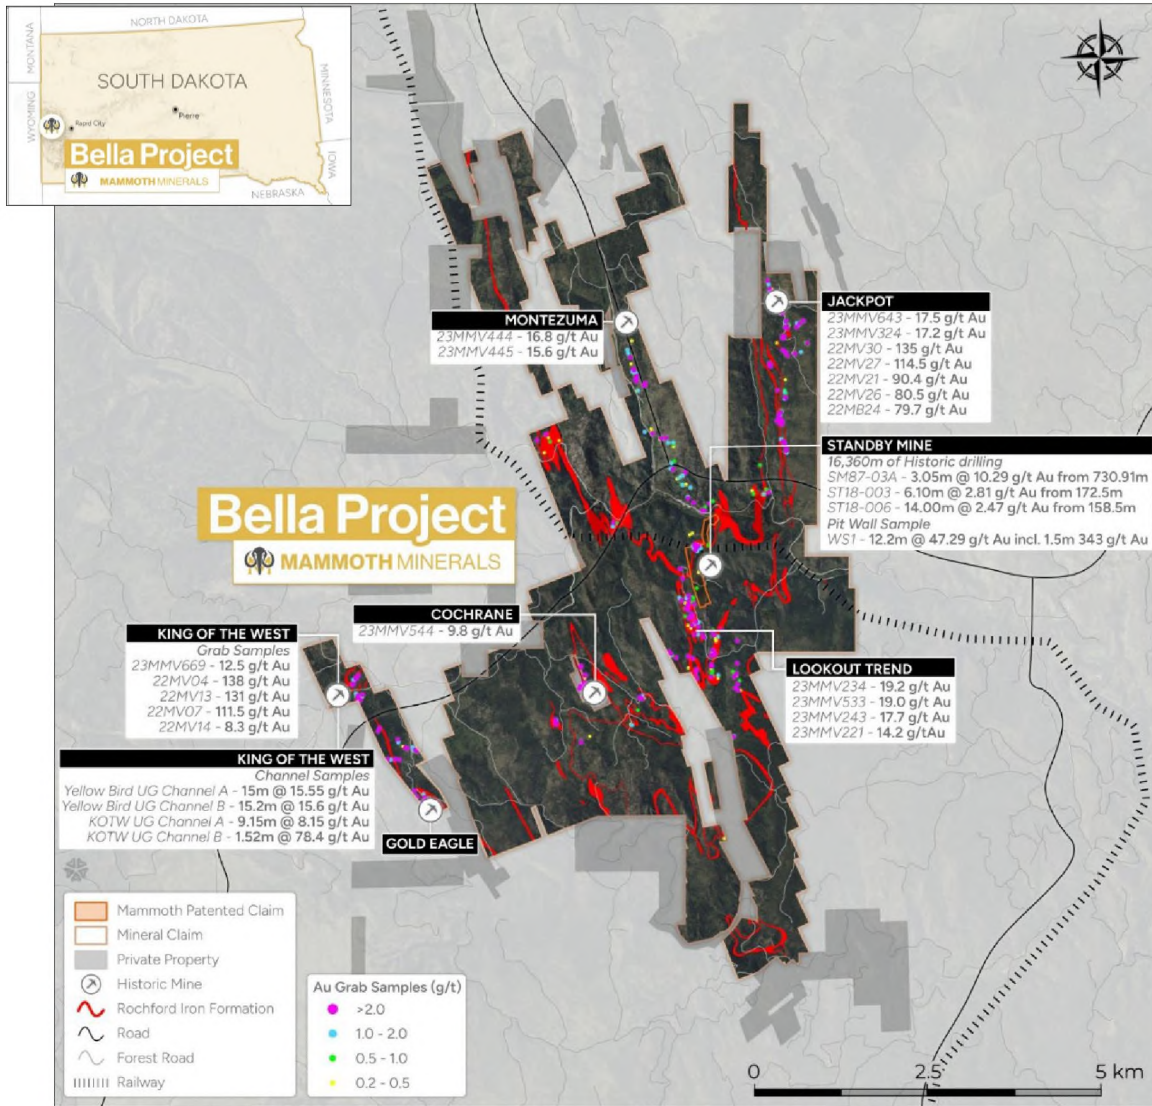 NORTH DAKOTA
MONTANA
SOUTH DAKOTA
MINNESOTA
WYOMING
Pierre
Rapid City
Bella Project
MAMMOTH MINERALS
IOWA
NEBRASKA
MONTEZUMA
23MMV444 - 16.8 g/t Au
23MMV445 - 15.6 g/t Au
JACKPOT
23MMV643 - 17.5 g/t Au
23MMV324 - 17.2 g/t Au
22MV30 - 135 g/t Au
22MV27 - 114.5 g/t Au
22MV21 - 90.4 g/t Au
22MV26 - 80.5 g/t Au
22MB24 - 79.7 g/t Au
STANDBY MINE
16,360m of Historic drilling
SM87-03A - 3.05m @ 10.29 g/t Au from 730.91m
ST18-003 - 6.10m @ 2.81 g/t Au from 172.5m
ST18-006 - 14.00m @ 2.47 g/t Au from 158.5m
Pit Wall Sample
WS1 - 12.2m @ 47.29 g/t Au incl. 1.5m 343 g/t Au
Bella Project
MAMMOTH MINERALS
COCHRANE
23MMV544 - 9.8 g/t Au
KING OF THE WEST
Grab Samples
23MMV669 - 12.5 g/t Au
22MV04 - 138 g/t Au
22MV13 - 131 g/t Au
22MV07 - 111.5 g/t Au
22MV14 - 8.3 g/t Au
LOOKOUT TREND
23MMV234 - 19.2 g/t Au
23MMV533 - 19.0 g/t Au
23MMV243 - 17.7 g/t Au
23MMV221 - 14.2 g/tAu
KING OF THE WEST
Channel Samples
Yellow Bird UG Channel A - 15m @ 15.55 g/t Au
Yellow Bird UG Channel B - 15.2m @ 15.6 g/t Au
KOTW UG Channel A - 9.15m @ 8.15 g/t Au
KOTW UG Channel B - 1.52m @ 78.4 g/t Au
GOLD EAGLE
Mammoth Patented Claim
Mineral Claim
Private Property
Historic Mine
Rochford Iron Formation
Road
Forest Road
Railway
Au Grab Samples (g/t)
>2.0
1.0 - 2.0
0.5 - 1.0
0.2 - 0.5
0 2.5 5 km